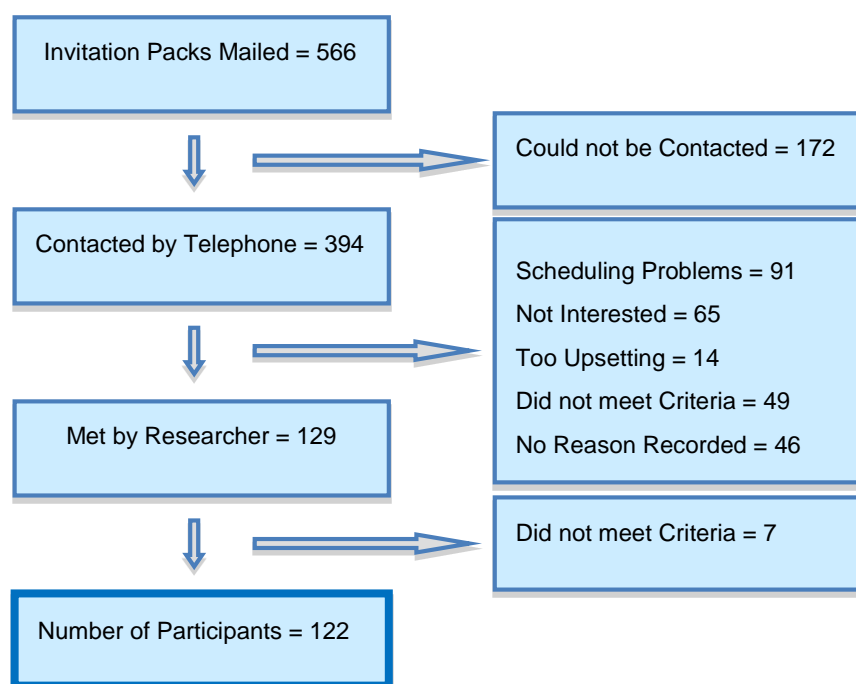 Invitation Packs Mailed = 566
Could not be Contacted = 172
Contacted by Telephone = 394
Scheduling Problems = 91
Not Interested = 65
Too Upsetting = 14
Did not meet Criteria = 49
No Reason Recorded = 46
Met by Researcher = 129
Did not meet Criteria = 7
Number of Participants = 122